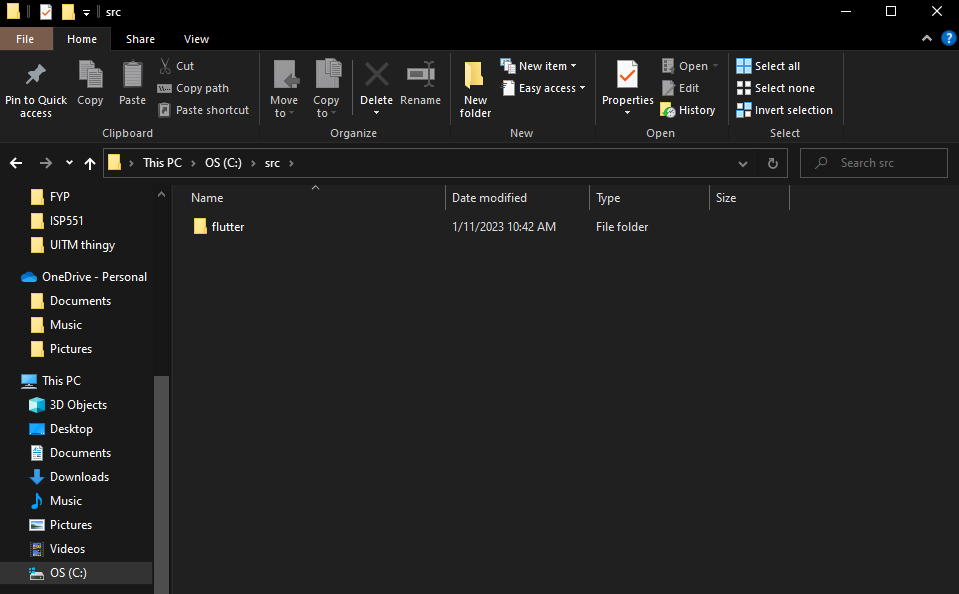 src
File Home Share View
Pin to Quick access
Copy
Paste
Cut
Copy path
Paste shortcut
Clipboard
Move to
Copy to
Delete
Rename
Organize
New folder
New item
Easy access
New
Properties
Open
Edit
History
Open
Select all
Select none
Invert selection
Select
This PC > OS (C:) > src >
Search src
FYP
ISP551
UITM thingy
OneDrive - Personal
Documents
Music
Pictures
This PC
3D Objects
Desktop
Documents
Downloads
Music
Pictures
Videos
OS (C:)
Name Date modified Type Size
flutter 1/11/2023 10:42 AM File folder